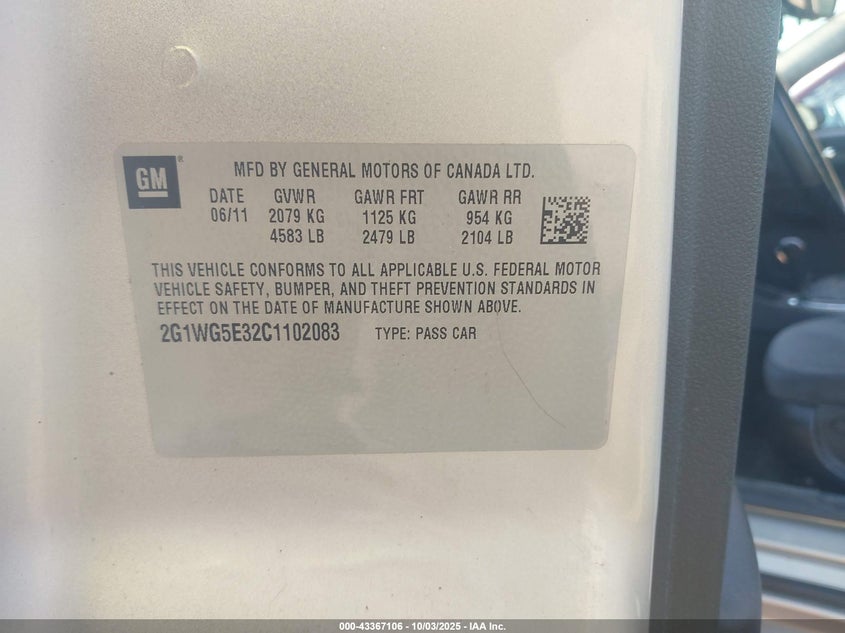 GM®
MFD BY GENERAL MOTORS OF CANADA LTD.
DATE GVWR GAWR FRT GAWR RR
06/11 2079 KG 1125 KG 954 KG
4583 LB 2479 LB 2104 LB
THIS VEHICLE CONFORMS TO ALL APPLICABLE U.S. FEDERAL MOTOR
VEHICLE SAFETY, BUMPER, AND THEFT PREVENTION STANDARDS IN
EFFECT ON THE DATE OF MANUFACTURE SHOWN ABOVE.
2G1WG5E32C1102083 TYPE: PASS CAR
000-43367106 - 10/03/2025 - IAA Inc.